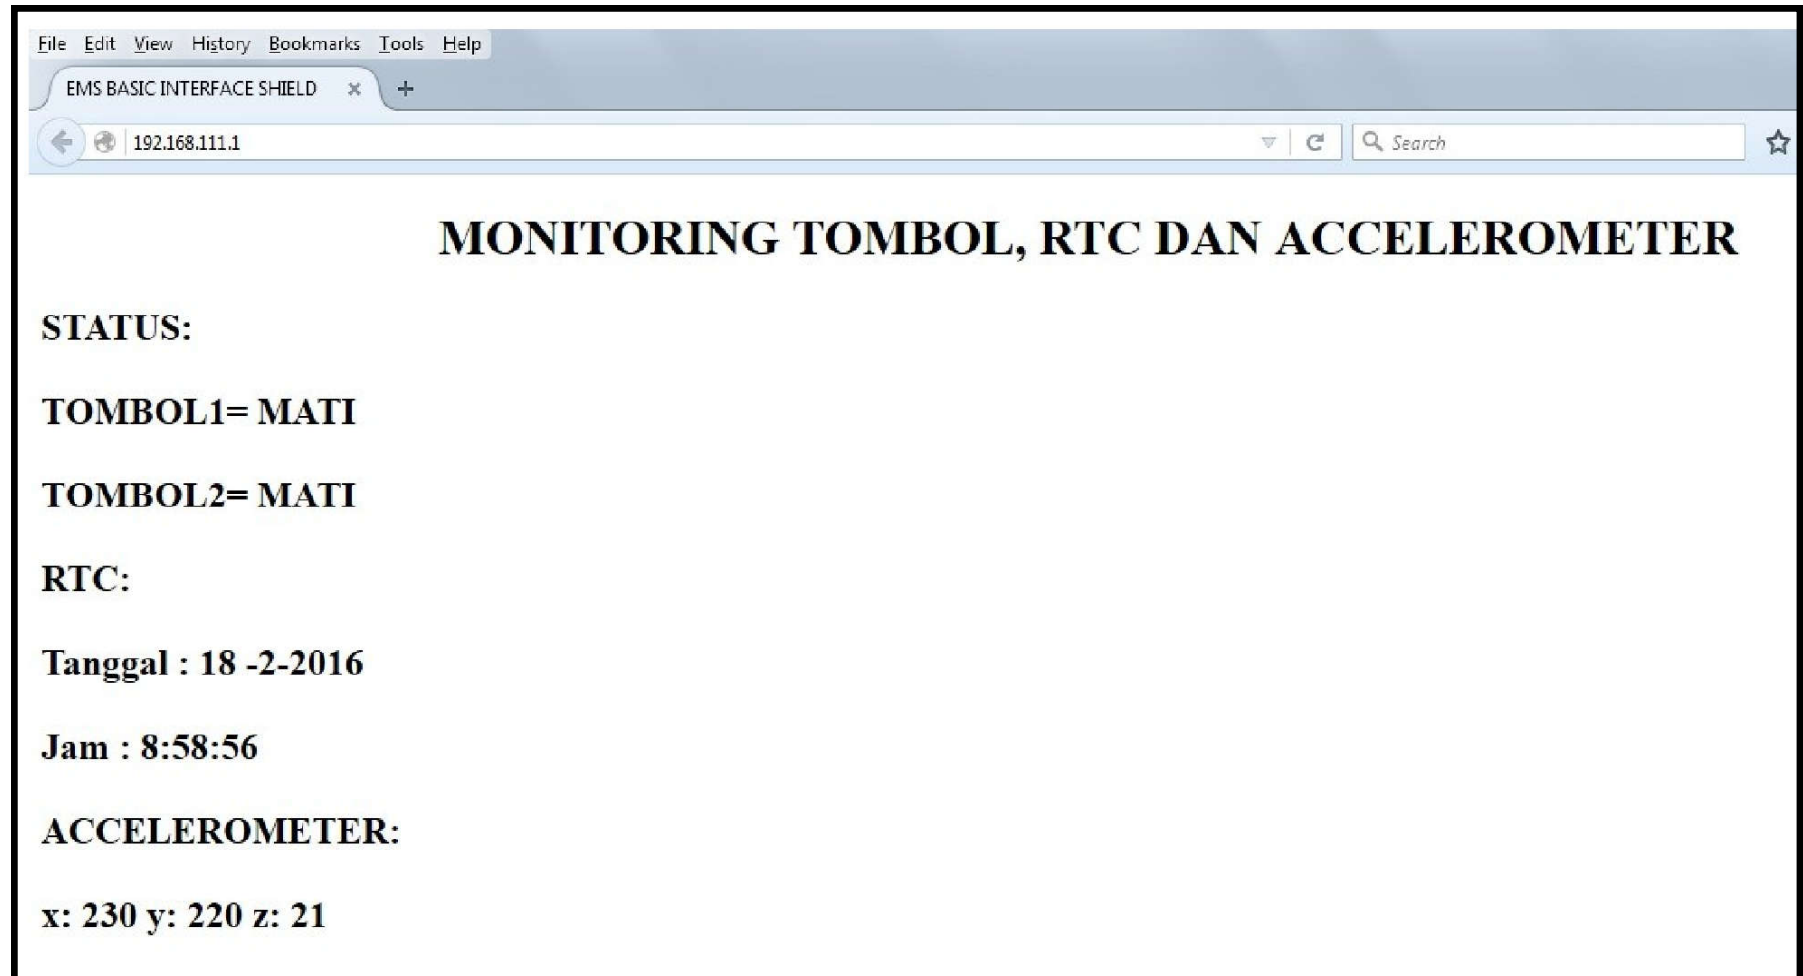 File Edit View History Bookmarks Tools Help
EMS BASIC INTERFACE SHIELD
192.168.111.1
Search
MONITORING TOMBOL, RTC DAN ACCELEROMETER
STATUS:
TOMBOL1= MATI
TOMBOL2= MATI
RTC:
Tanggal : 18 -2-2016
Jam : 8:58:56
ACCELEROMETER:
x: 230 y: 220 z: 21